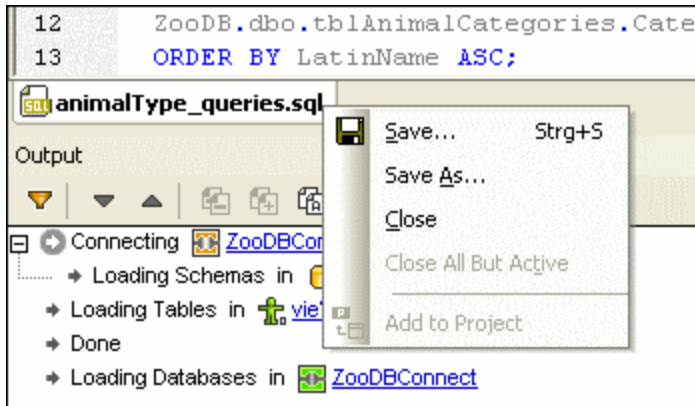 12 ZooDB.dbo.tblAnimalCategories.Cate
13 ORDER BY LatinName ASC;
SQL animalType_queries.sql
Save... Strg+S
Save As...
Close
Close All But Active
Add to Project
Output
Connecting ZooDBCon
Loading Schemas in
Loading Tables in vie
Done
Loading Databases in ZooDBConnect